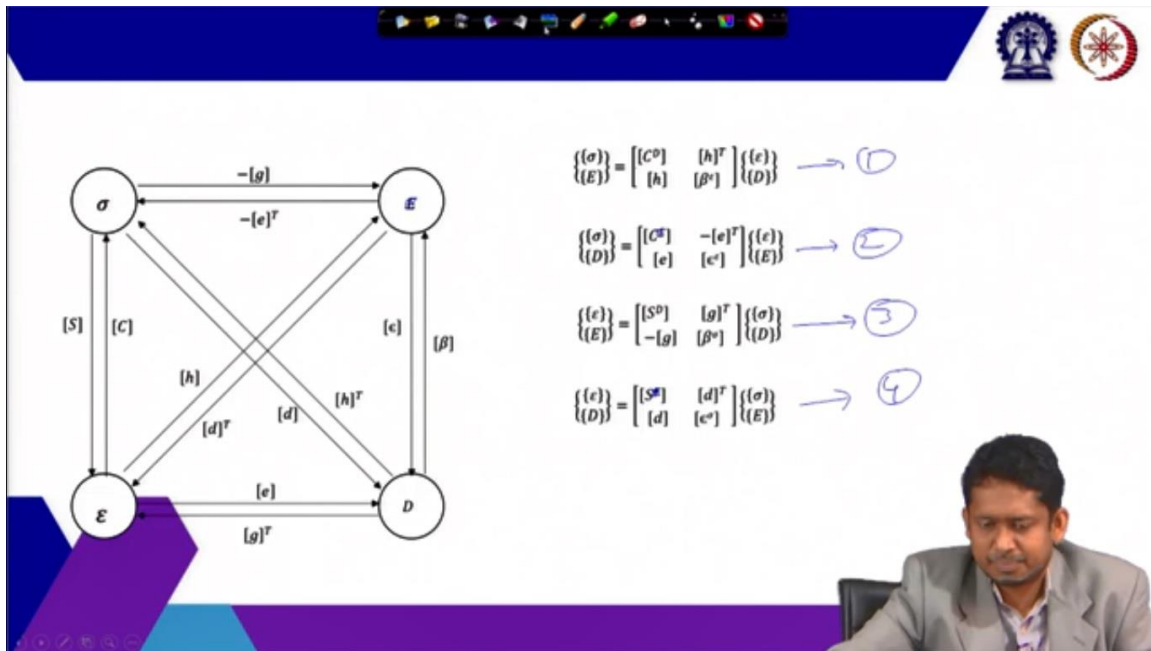 -[g]
σ
E
-[e]^T
[S]
[C]
[ϵ]
[β]
[h]
[d]^T
[d]
[h]^T
ε
[e]
D
[g]^T
{{σ} {E}} = [[C^D] [h]^T [h] [β^ε]] {{ε} {D}} → ①
{{σ} {D}} = [[C^E] -[e]^T [e] [ϵ^ε]] {{ε} {E}} → ②
{{ε} {E}} = [[S^D] [g]^T -[g] [β^σ]] {{σ} {D}} → ③
{{ε} {D}} = [[S^E] [d]^T [d] [ϵ^σ]] {{σ} {E}} → ④